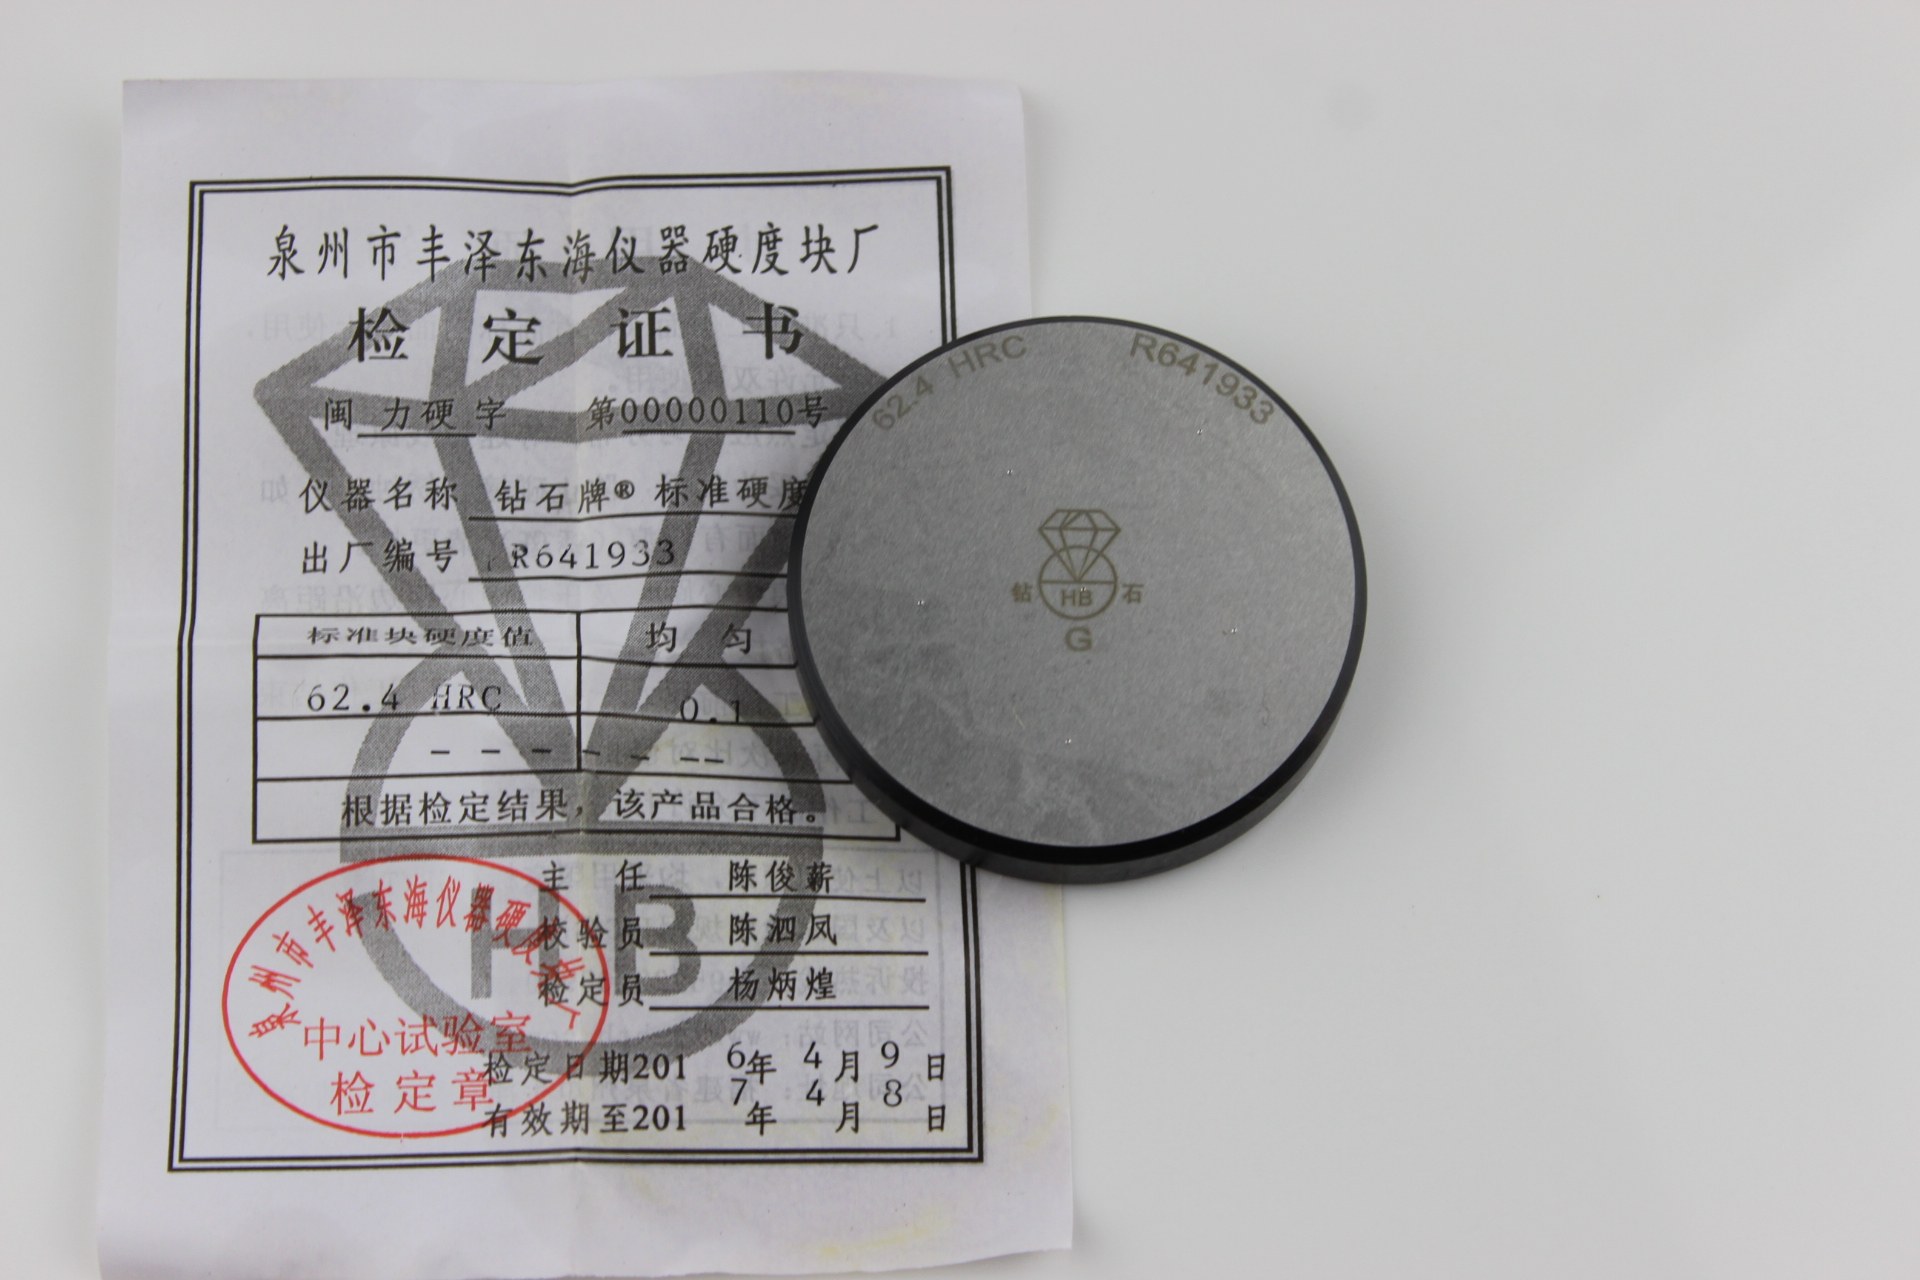 泉州市丰泽东海仪器硬度块厂
检定证书
闽力硬字 第00000110号
仪器名称 钻石牌® 标准硬度
出厂编号 R641933
标准块硬度值 均匀
62.4 HRC 0.1
- - - - - - -
根据检定结果，该产品合格。
主任 陈俊薪
校验员 陈泗凤
检定员 杨炳煌
检定日期2016年4月9日
有效期至2017年4月8日
HB
泉州市丰泽东海仪器硬度块厂
中心试验室
检定章
62.4 HRC R641933
钻 HB 石
G